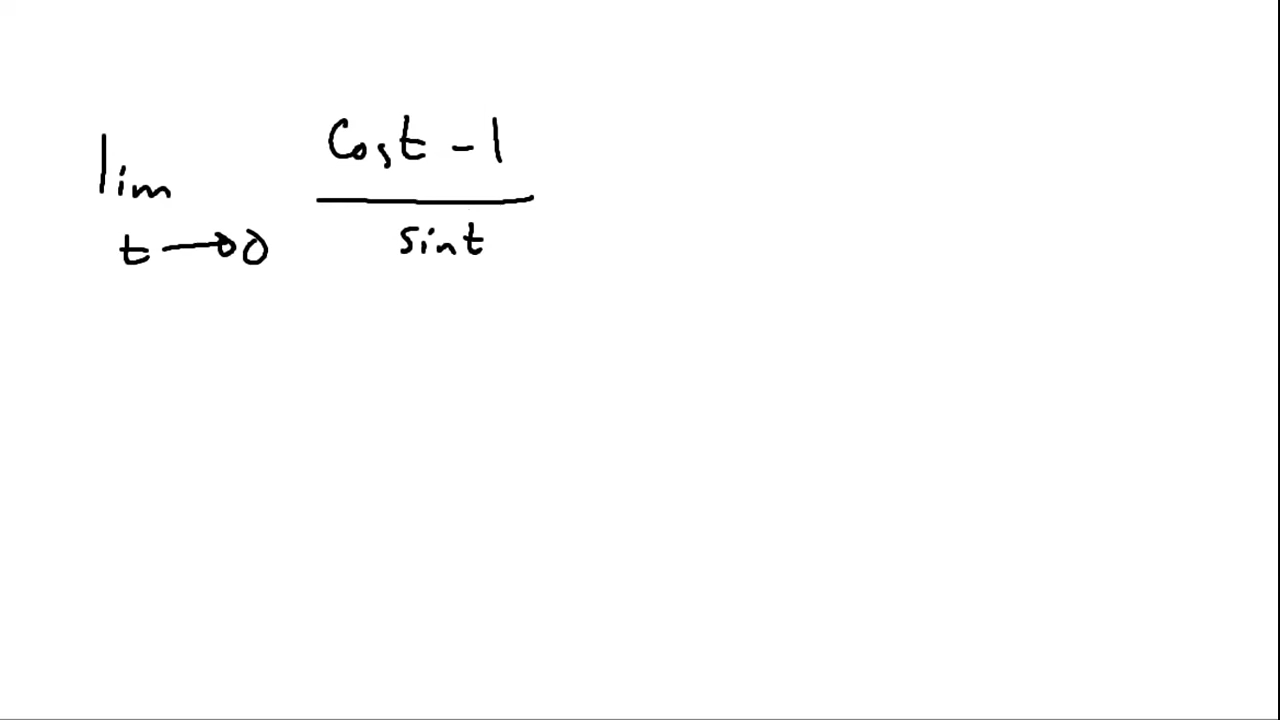 lim cost - 1
t → 0 sint